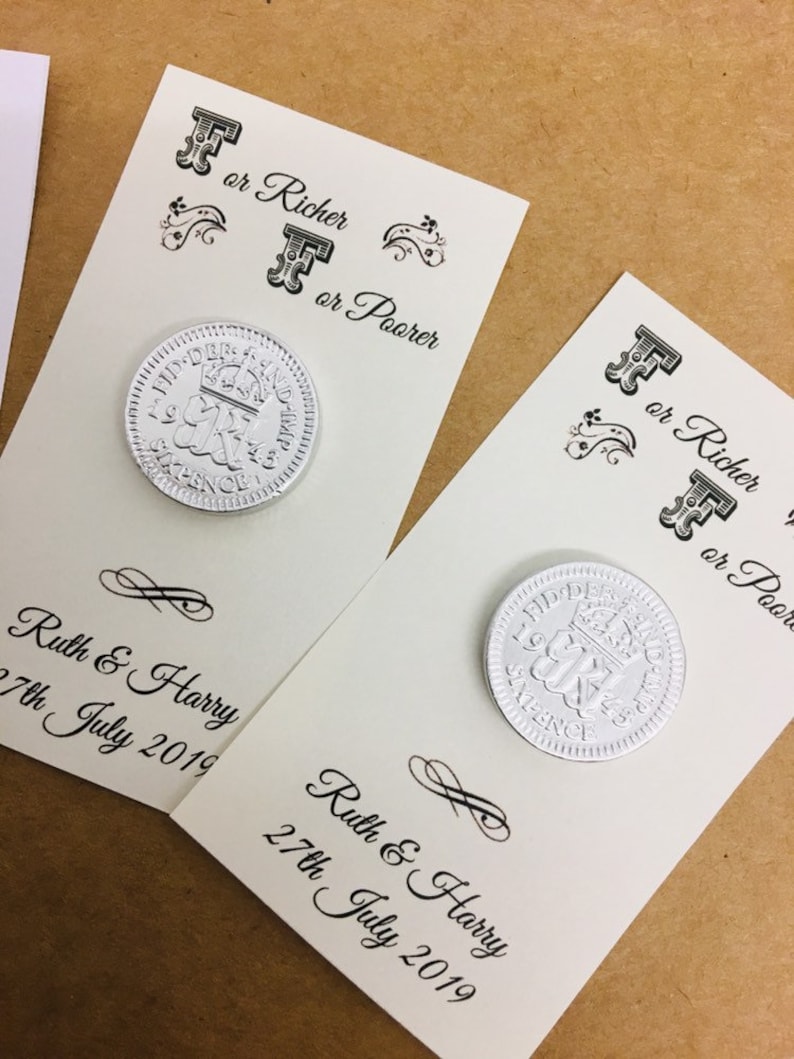 For Richer
For Poorer
FID·DEF·
IND
IMP
19 43
SIXPENCE
Ruth & Harry
27th July 2019
For Richer
For Poorer
FID·DEF·
IND·IMP
19 43
SIXPENCE
Ruth & Harry
27th July 2019